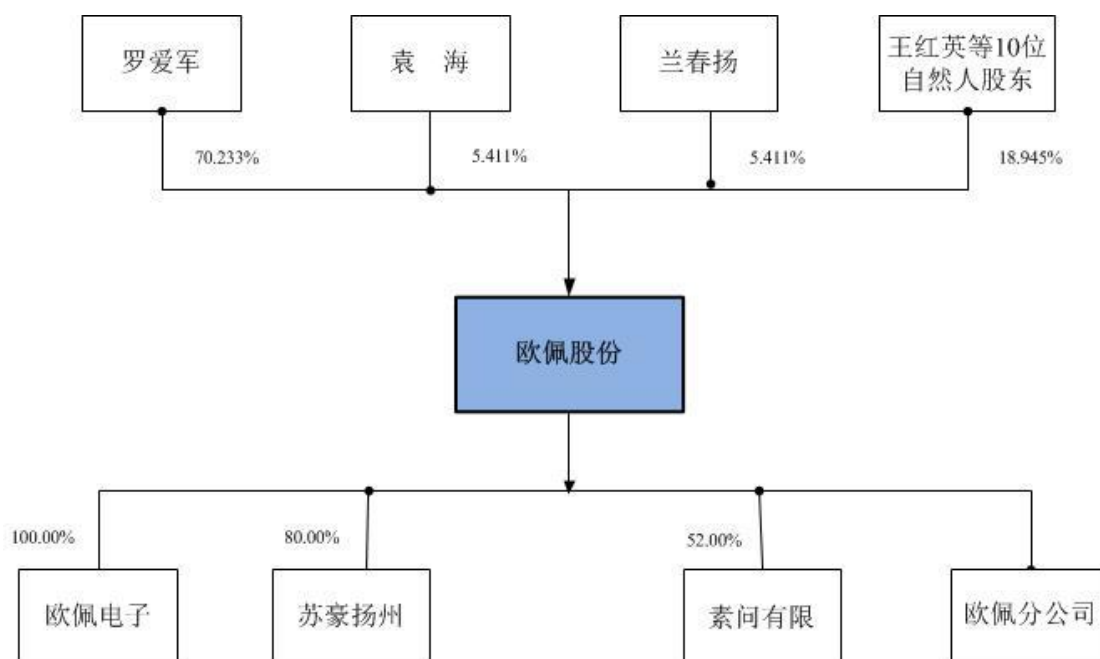 罗爱军
袁 海
兰春扬
王红英等10位
自然人股东
70.233%
5.411%
5.411%
18.945%
欧佩股份
100.00%
80.00%
52.00%
欧佩电子
苏豪扬州
素问有限
欧佩分公司